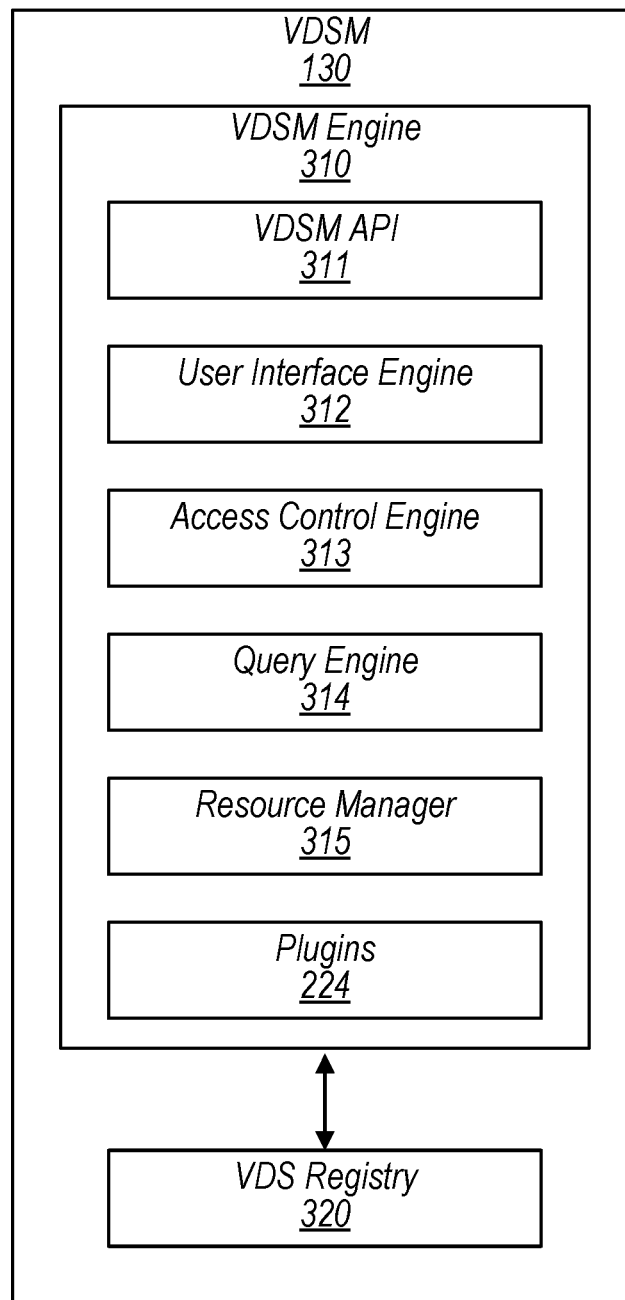 VDSM
130
VDSM Engine
310
VDSM API
311
User Interface Engine
312
Access Control Engine
313
Query Engine
314
Resource Manager
315
Plugins
224
VDS Registry
320